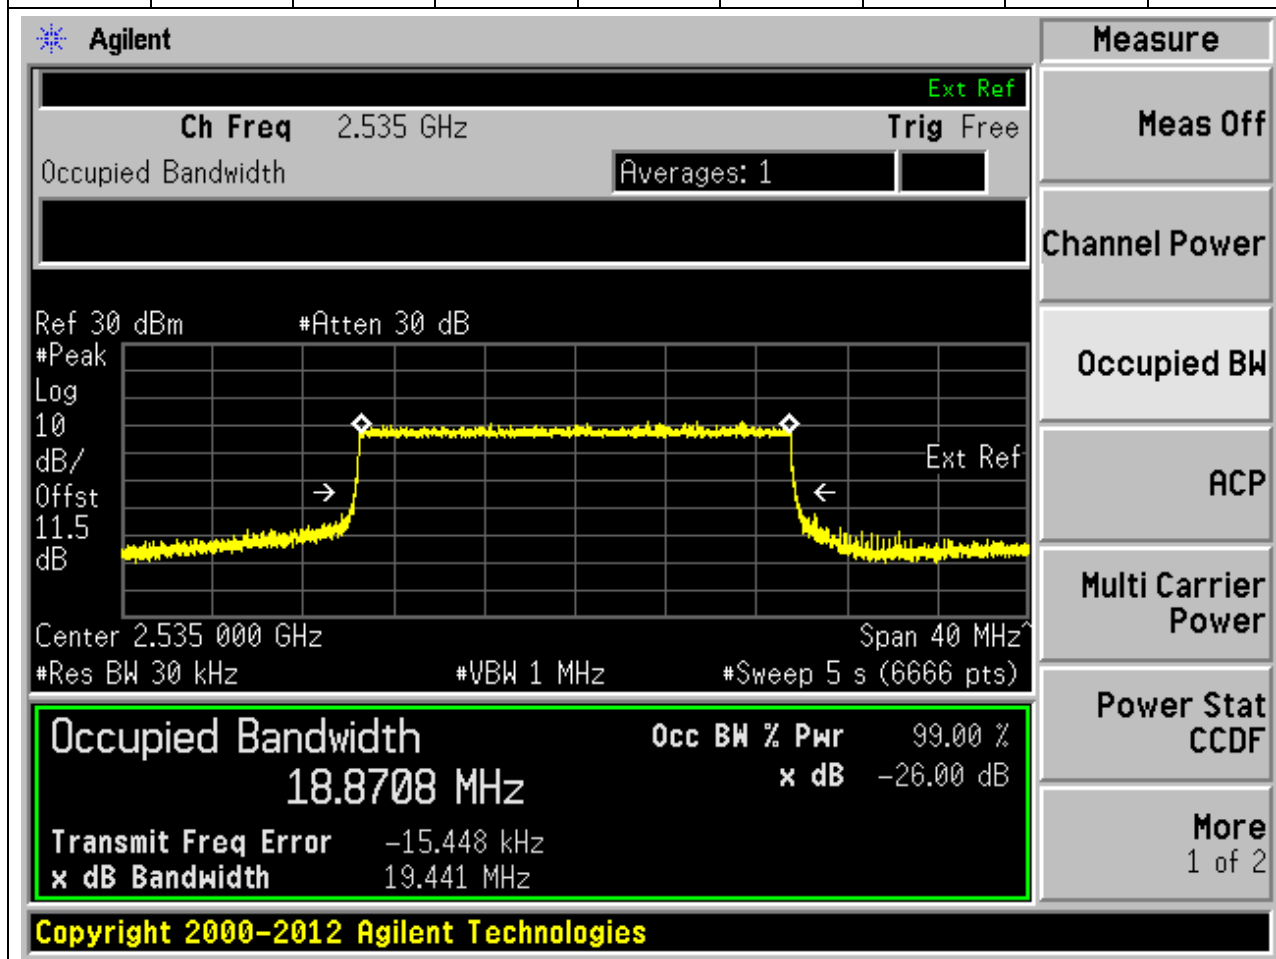 Agilent
Measure
Ext Ref
Ch Freq 2.535 GHz Trig Free
Meas Off
Occupied Bandwidth Averages: 1
Channel Power
Ref 30 dBm #Atten 30 dB
#Peak
Log
10
dB/
Offst
11.5
dB
Ext Ref
Occupied BW
ACP
Center 2.535 000 GHz Span 40 MHz^
#Res BW 30 kHz #VBW 1 MHz #Sweep 5 s (6666 pts)
Multi Carrier
Power
Occupied Bandwidth Occ BW % Pwr 99.00 %
18.8708 MHz x dB -26.00 dB
Transmit Freq Error -15.448 kHz
x dB Bandwidth 19.441 MHz
Power Stat
CCDF
More
1 of 2
Copyright 2000-2012 Agilent Technologies